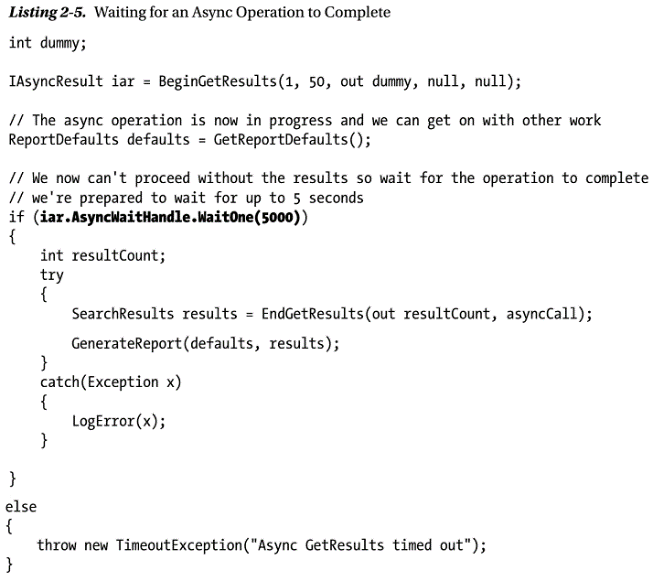 Listing 2-5. Waiting for an Async Operation to Complete
int dummy;
IAsyncResult iar = BeginGetResults(1, 50, out dummy, null, null);
// The async operation is now in progress and we can get on with other work
ReportDefaults defaults = GetReportDefaults();
// We now can't proceed without the results so wait for the operation to complete
// we're prepared to wait for up to 5 seconds
if (iar.AsyncWaitHandle.WaitOne(5000))
{
    int resultCount;
    try
    {
        SearchResults results = EndGetResults(out resultCount, asyncCall);
        GenerateReport(defaults, results);
    }
    catch(Exception x)
    {
        LogError(x);
    }
}
else
{
    throw new TimeoutException("Async GetResults timed out");
}